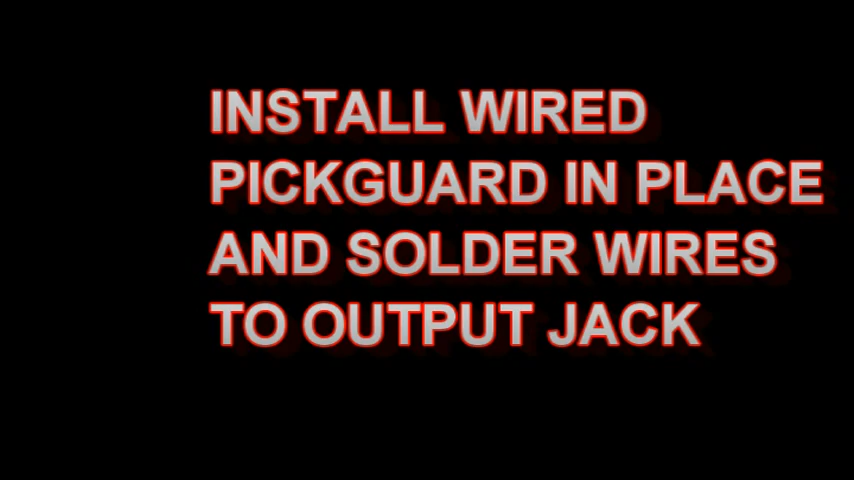 INSTALL WIRED
PICKGUARD IN PLACE
AND SOLDER WIRES
TO OUTPUT JACK